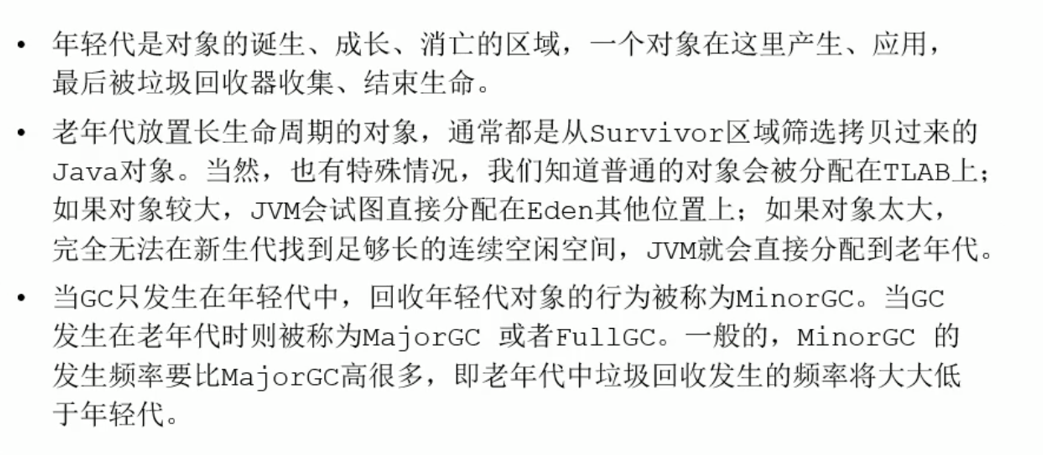 • 年轻代是对象的诞生、成长、消亡的区域，一个对象在这里产生、应用，
最后被垃圾回收器收集、结束生命。
• 老年代放置长生命周期的对象，通常都是从Survivor区域筛选拷贝过来的
Java对象。当然，也有特殊情况，我们知道普通的对象会被分配在TLAB上；
如果对象较大，JVM会试图直接分配在Eden其他位置上；如果对象太大，
完全无法在新生代找到足够长的连续空闲空间，JVM就会直接分配到老年代。
• 当GC只发生在年轻代中，回收年轻代对象的行为被称为MinorGC。当GC
发生在老年代时则被称为MajorGC 或者FullGC。一般的，MinorGC 的
发生频率要比MajorGC高很多，即老年代中垃圾回收发生的频率将大大低
于年轻代。